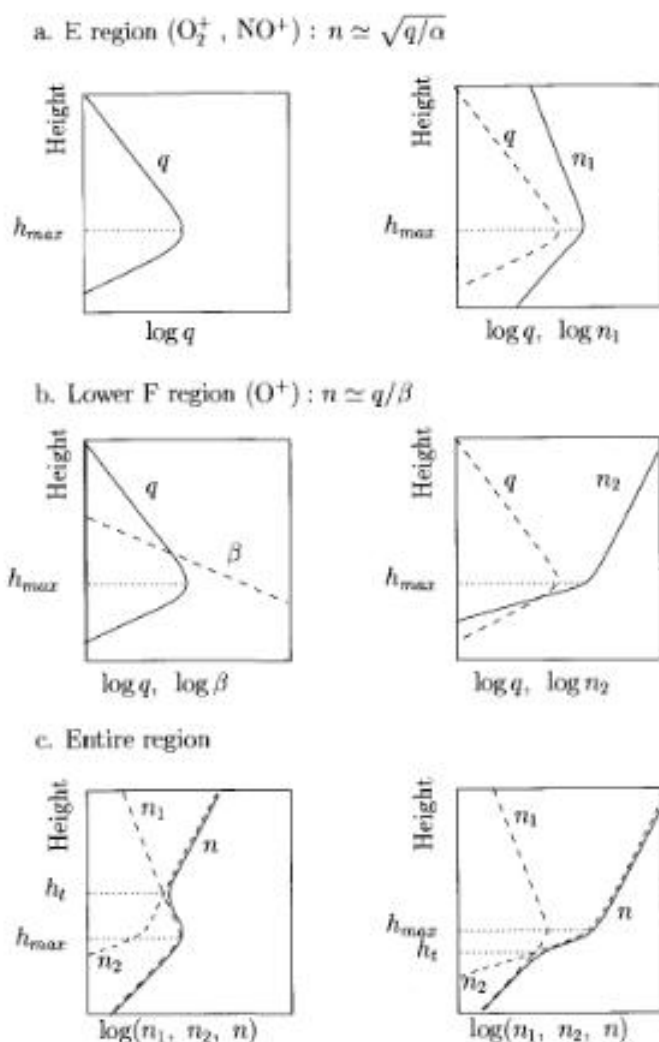 a. E region (O₂⁺ , NO⁺) : n ≃ √q/α
Height
q
h_max
log q
Height
q
n₁
h_max
log q, log n₁
b. Lower F region (O⁺) : n ≃ q/β
Height
q
β
h_max
log q, log β
Height
q
n₂
h_max
log q, log n₂
c. Entire region
Height
n₁
n
h_t
h_max
n₂
log(n₁, n₂, n)
Height
n₁
h_max
n
h_t
n₂
log(n₁, n₂, n)